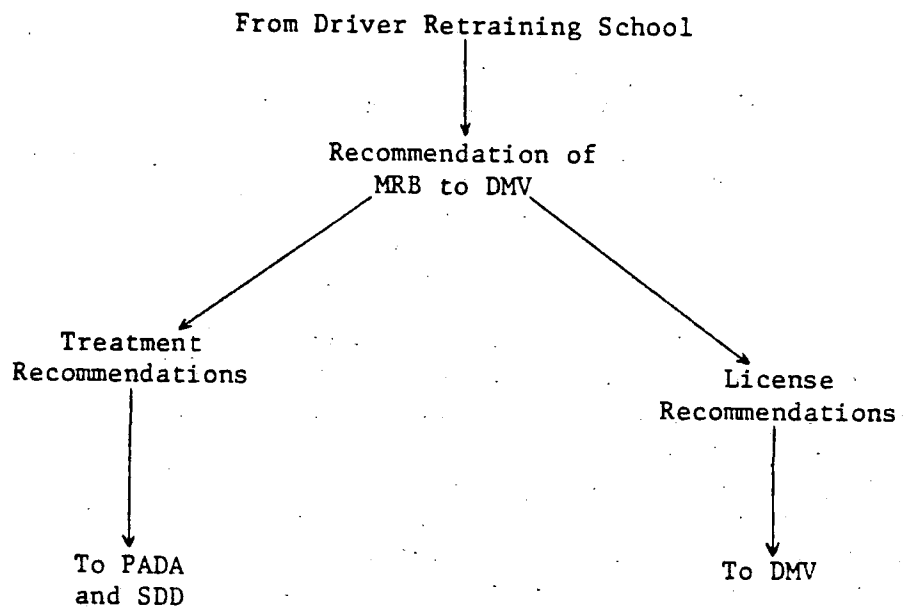 From Driver Retraining School
Recommendation of
MRB to DMV
Treatment
Recommendations
License
Recommendations
To PADA
and SDD
To DMV